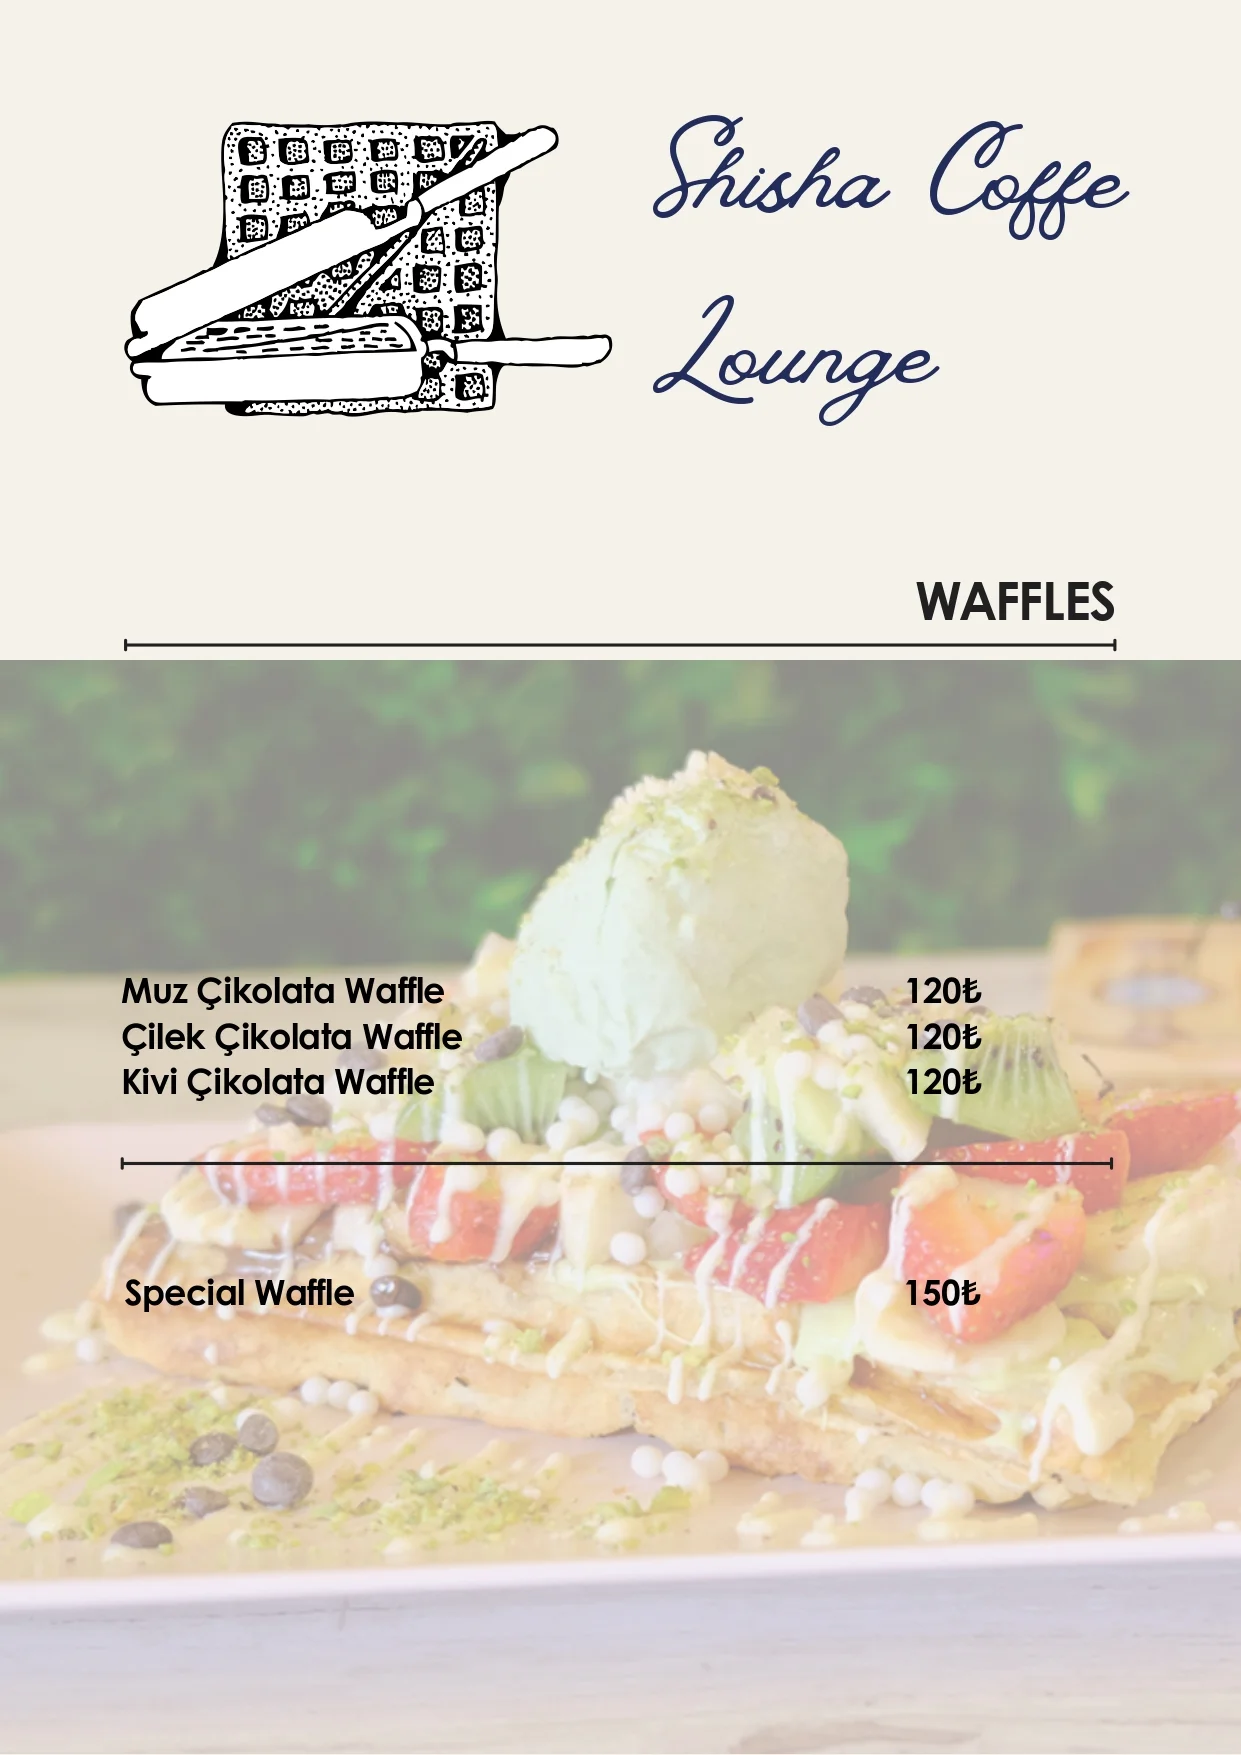 Shisha Coffe
Lounge
WAFFLES
Muz Çikolata Waffle 120₺
Çilek Çikolata Waffle 120₺
Kivi Çikolata Waffle 120₺
Special Waffle 150₺